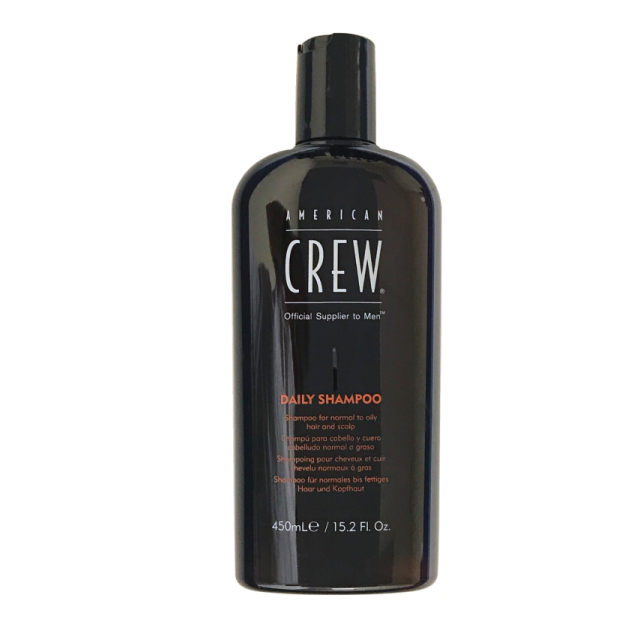 AMERICAN
CREW®
Official Supplier to Men™
DAILY SHAMPOO
Shampoo for normal to oily
hair and scalp
Champú para cabello y cuero
cabelludo normal a graso
Shampooing pour cheveux et cuir
chevelu normaux à gras
Shampoo für normales bis fettiges
Haar und Kopfhaut
450mL℮ / 15.2 Fl. Oz.